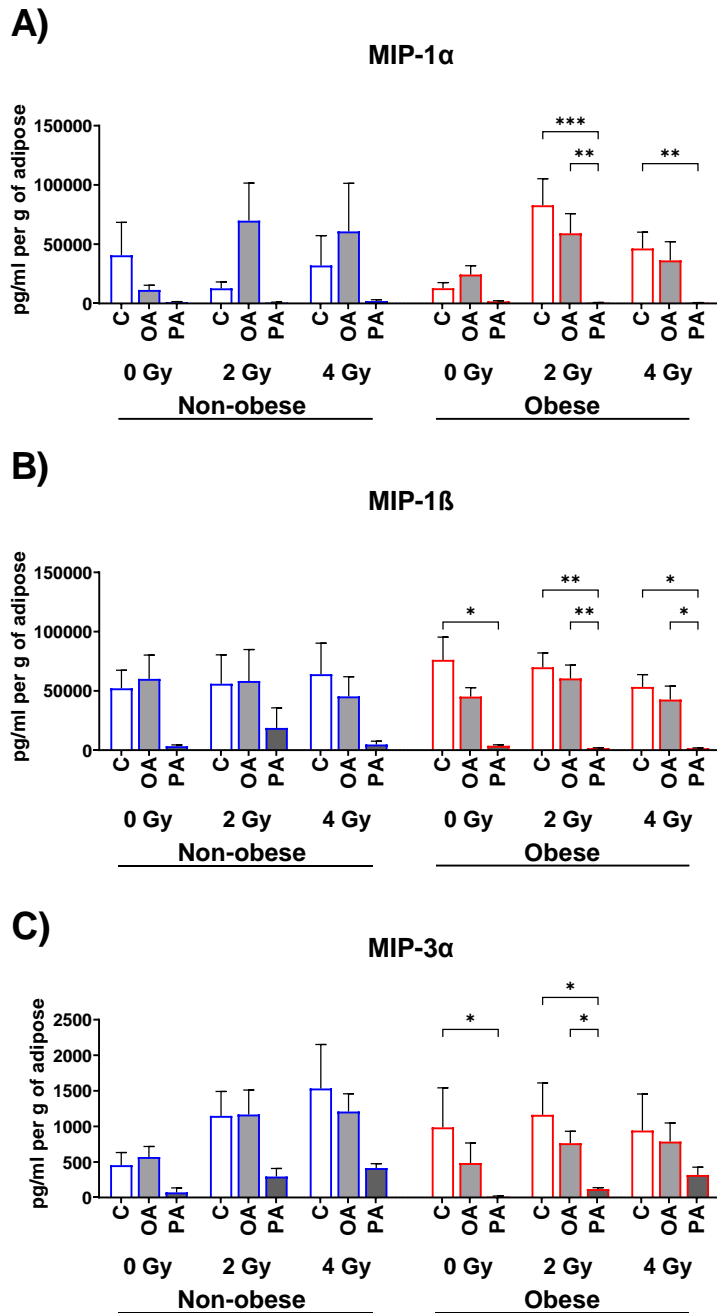 A)
MIP-1α
pg/ml per g of adipose
150000
100000
50000
0
*** ** **
C OA PA C OA PA C OA PA C OA PA C OA PA C OA PA
0 Gy 2 Gy 4 Gy 0 Gy 2 Gy 4 Gy
Non-obese Obese
B)
MIP-1ß
pg/ml per g of adipose
150000
100000
50000
0
* ** ** * *
C OA PA C OA PA C OA PA C OA PA C OA PA C OA PA
0 Gy 2 Gy 4 Gy 0 Gy 2 Gy 4 Gy
Non-obese Obese
C)
MIP-3α
pg/ml per g of adipose
2500
2000
1500
1000
500
0
* * *
C OA PA C OA PA C OA PA C OA PA C OA PA C OA PA
0 Gy 2 Gy 4 Gy 0 Gy 2 Gy 4 Gy
Non-obese Obese